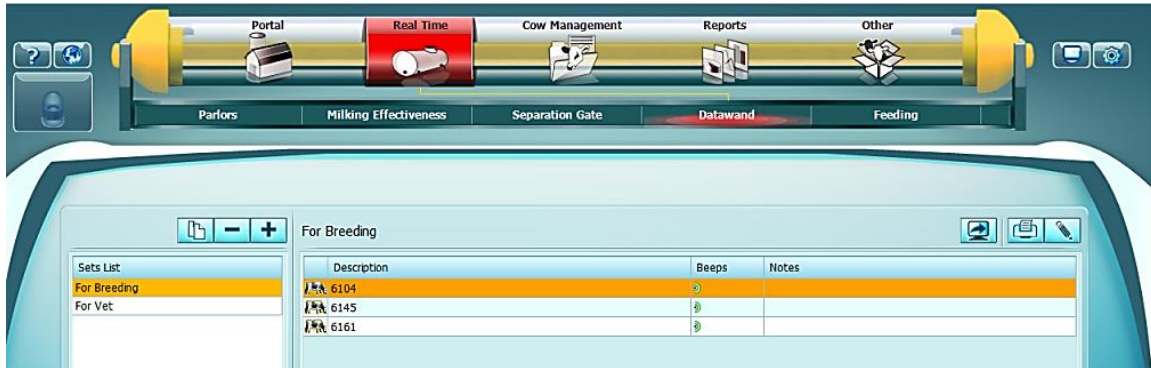 Portal Real Time Cow Management Reports Other
?
Parlors Milking Effectiveness Separation Gate Datawand Feeding
For Breeding
Sets List
For Breeding
For Vet
Description Beeps Notes
6104
6145
6161